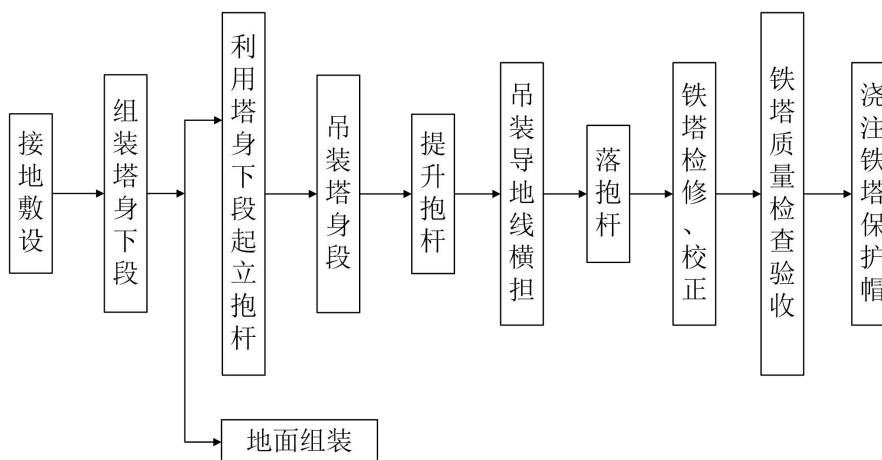 接地敷设
组装塔身下段
利用塔身下段起立抱杆
吊装塔身段
提升抱杆
吊装导地线横担
落抱杆
铁塔检修、校正
铁塔质量检查验收
浇注铁塔保护帽
地面组装